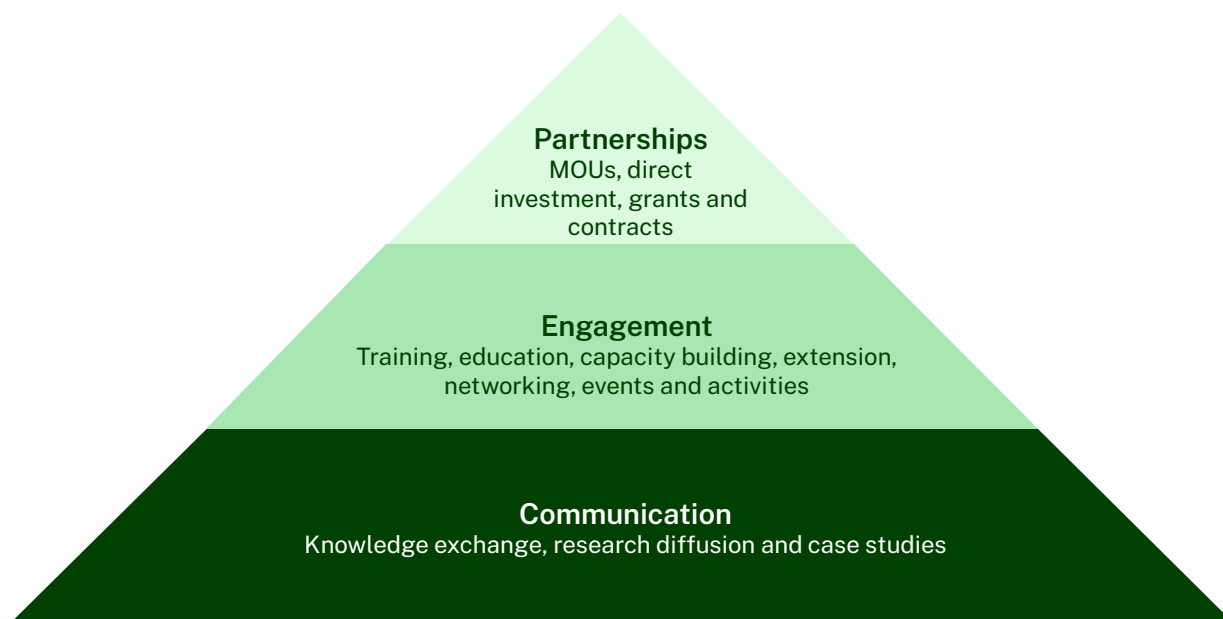 Partnerships
MOUs, direct
investment, grants and
contracts
Engagement
Training, education, capacity building, extension,
networking, events and activities
Communication
Knowledge exchange, research diffusion and case studies